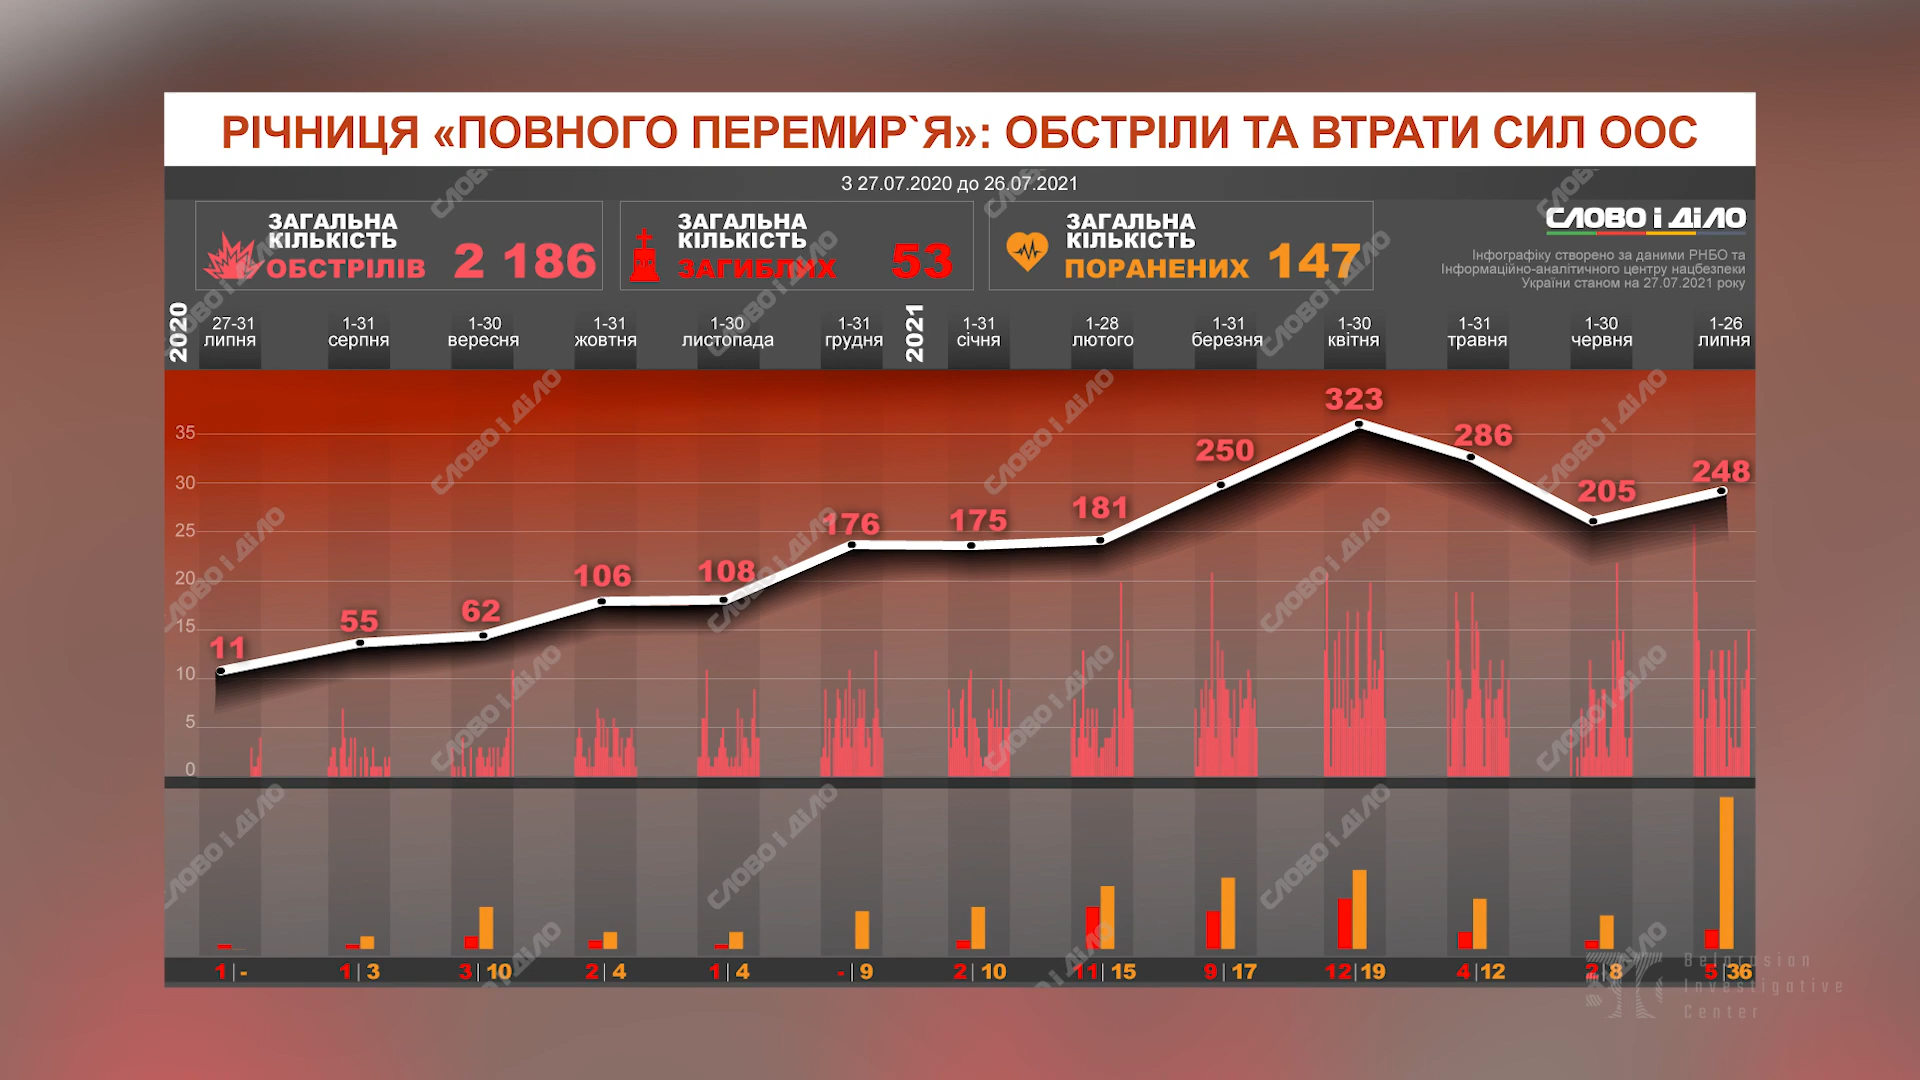 РІЧНИЦЯ «ПОВНОГО ПЕРЕМИР`Я»: ОБСТРІЛИ ТА ВТРАТИ СИЛ ООС
З 27.07.2020 до 26.07.2021
ЗАГАЛЬНА
КІЛЬКІСТЬ
ОБСТРІЛІВ 2 186
ЗАГАЛЬНА
КІЛЬКІСТЬ
ЗАГИБЛИХ 53
ЗАГАЛЬНА
КІЛЬКІСТЬ
ПОРАНЕНИХ 147
СЛОВО і ДіЛО
Інфографіку створено за даними РНБО та
Інформаційно-аналітичного центру нацбезпеки
України станом на 27.07.2021 року
2020
27-31
липня
1-31
серпня
1-30
вересня
1-31
жовтня
1-30
листопада
1-31
грудня
2021
1-31
січня
1-28
лютого
1-31
березня
1-30
квітня
1-31
травня
1-30
червня
1-26
липня
35
30
25
20
15
10
5
0
11 55 62 106 108 176 175 181 250 323 286 205 248
1|- 1|3 3|10 2|4 1|4 -|9 2|10 11|15 9|17 12|19 4|12 2|8 5|36
Belarusian
Investigative
Center